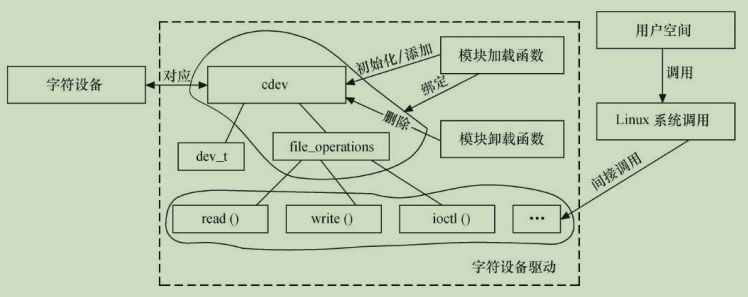 字符设备
对应
cdev
初始化/添加
模块加载函数
绑定
删除
模块卸载函数
dev_t
file_operations
read ()
write ()
ioctl ()
···
字符设备驱动
用户空间
调用
Linux 系统调用
间接调用